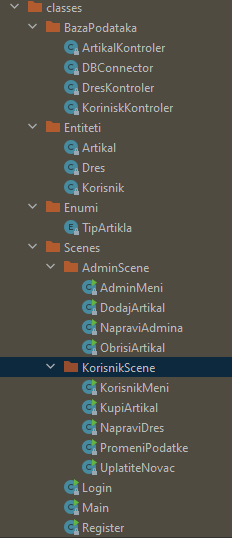 classes
BazaPodataka
ArtikalKontroler
DBConnector
DresKontroler
KoriniskKontroler
Entiteti
Artikal
Dres
Korisnik
Enumi
TipArtikla
Scenes
AdminScene
AdminMeni
DodajArtikal
NapraviAdmina
ObrisiArtikal
KorisnikScene
KorisnikMeni
KupiArtikal
NapraviDres
PromeniPodatke
UplatiteNovac
Login
Main
Register